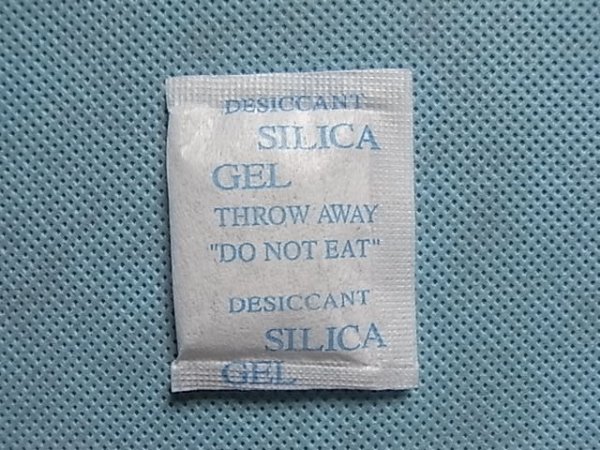 DESICCANT
SILICA
GEL
THROW AWAY
"DO NOT EAT"
DESICCANT
SILICA
GEL